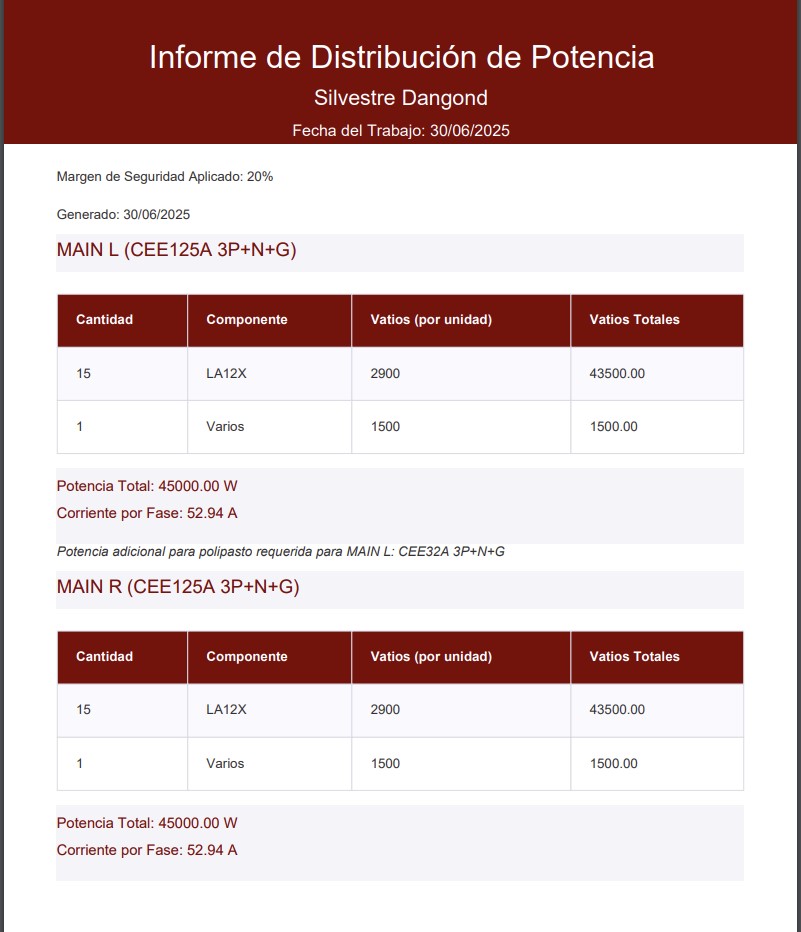 Informe de Distribución de Potencia
Silvestre Dangond
Fecha del Trabajo: 30/06/2025
Margen de Seguridad Aplicado: 20%
Generado: 30/06/2025
MAIN L (CEE125A 3P+N+G)
Cantidad Componente Vatios (por unidad) Vatios Totales
15 LA12X 2900 43500.00
1 Varios 1500 1500.00
Potencia Total: 45000.00 W
Corriente por Fase: 52.94 A
Potencia adicional para polipasto requerida para MAIN L: CEE32A 3P+N+G
MAIN R (CEE125A 3P+N+G)
Cantidad Componente Vatios (por unidad) Vatios Totales
15 LA12X 2900 43500.00
1 Varios 1500 1500.00
Potencia Total: 45000.00 W
Corriente por Fase: 52.94 A